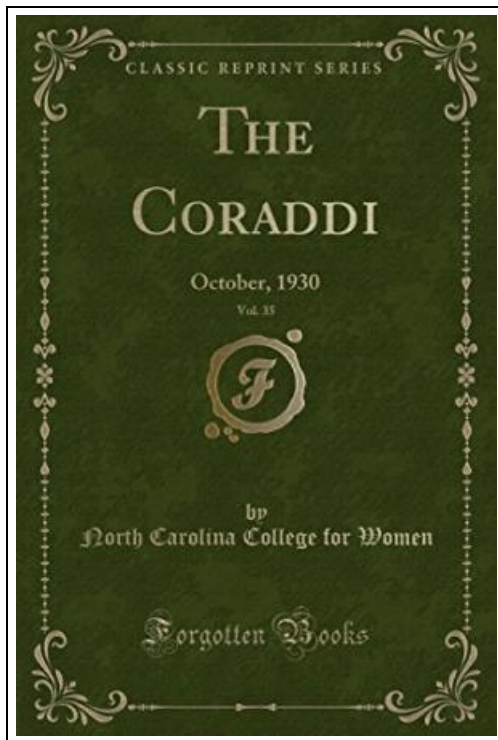 CLASSIC REPRINT SERIES
THE
CORADDI
October, 1930
Vol. 35
F
by
North Carolina College for Women
Forgotten Books